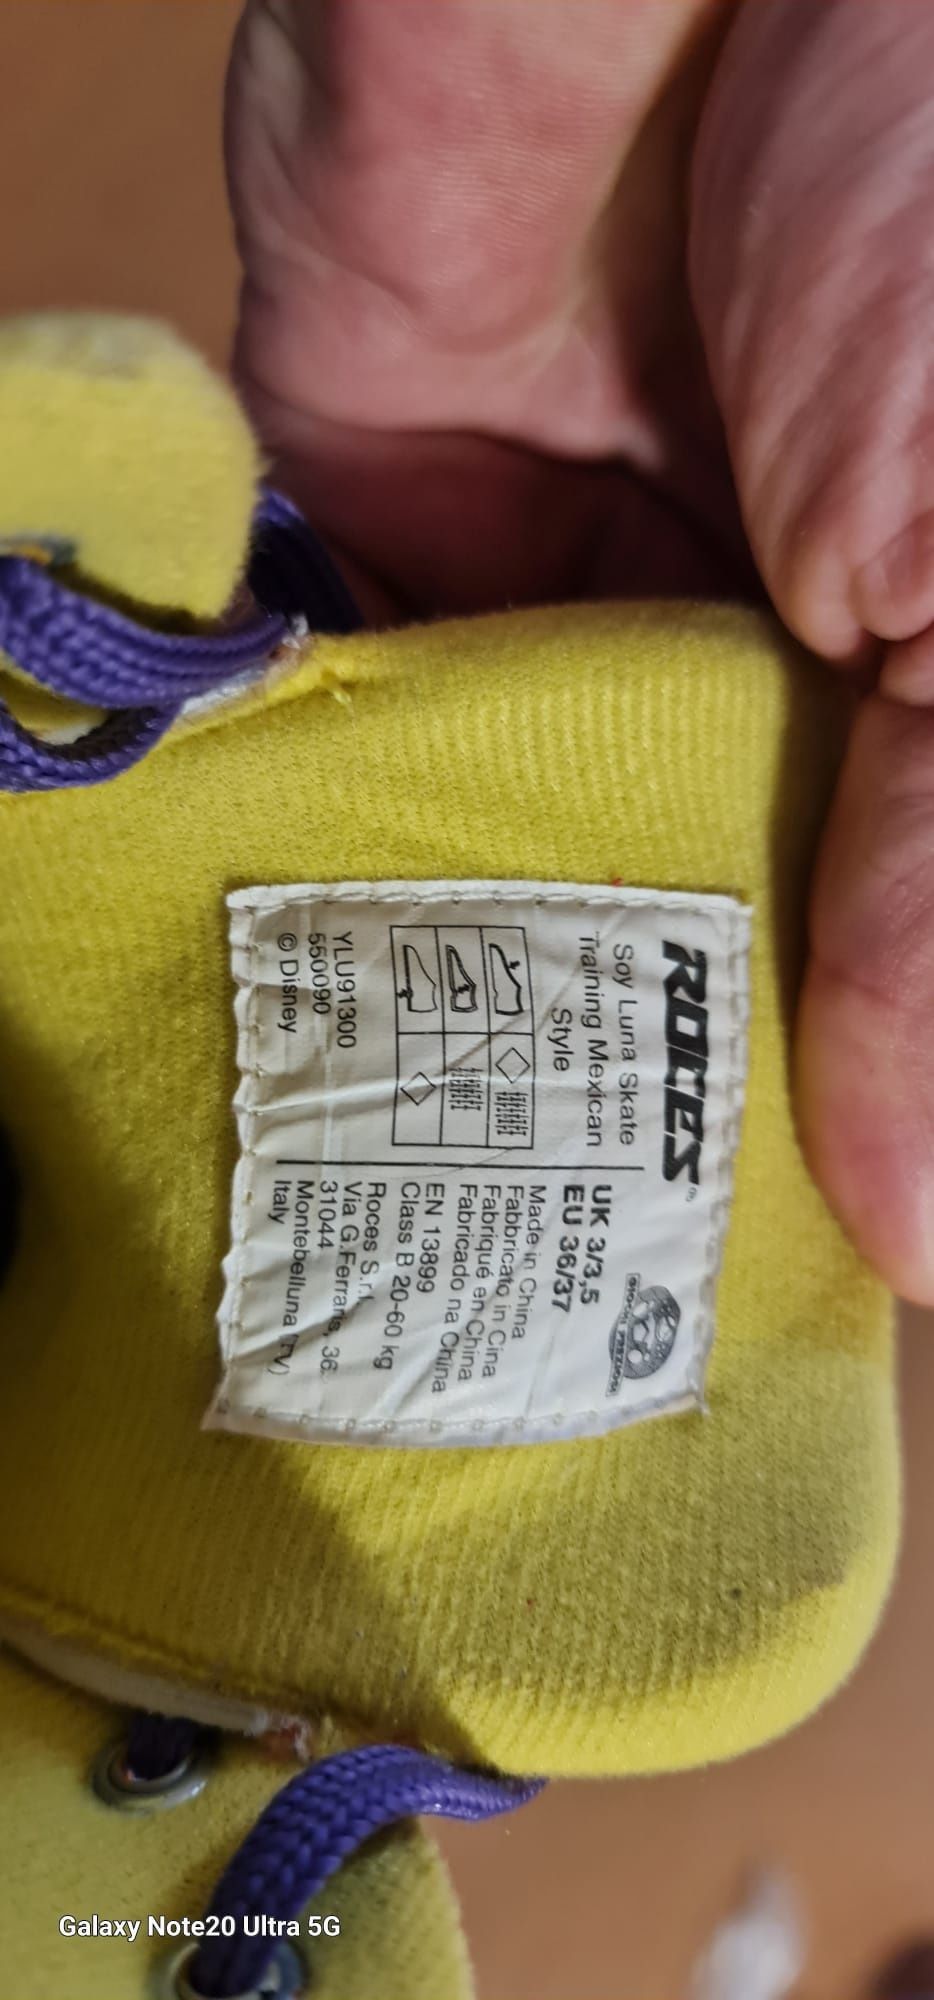 ROCES®
Soy Luna Skate
Training Mexican
Style
YLU91300
550090
© Disney
GIOCHI PREZIOSI
UK 3/3,5
EU 36/37
Made in China
Fabbricato in Cina
Fabriqué en Chine
Fabricado na China
EN 13899
Class B 20-60 kg
Roces S.r.l.
Via G.Ferraris, 36
31044
Montebelluna (TV)
Italy
Galaxy Note20 Ultra 5G